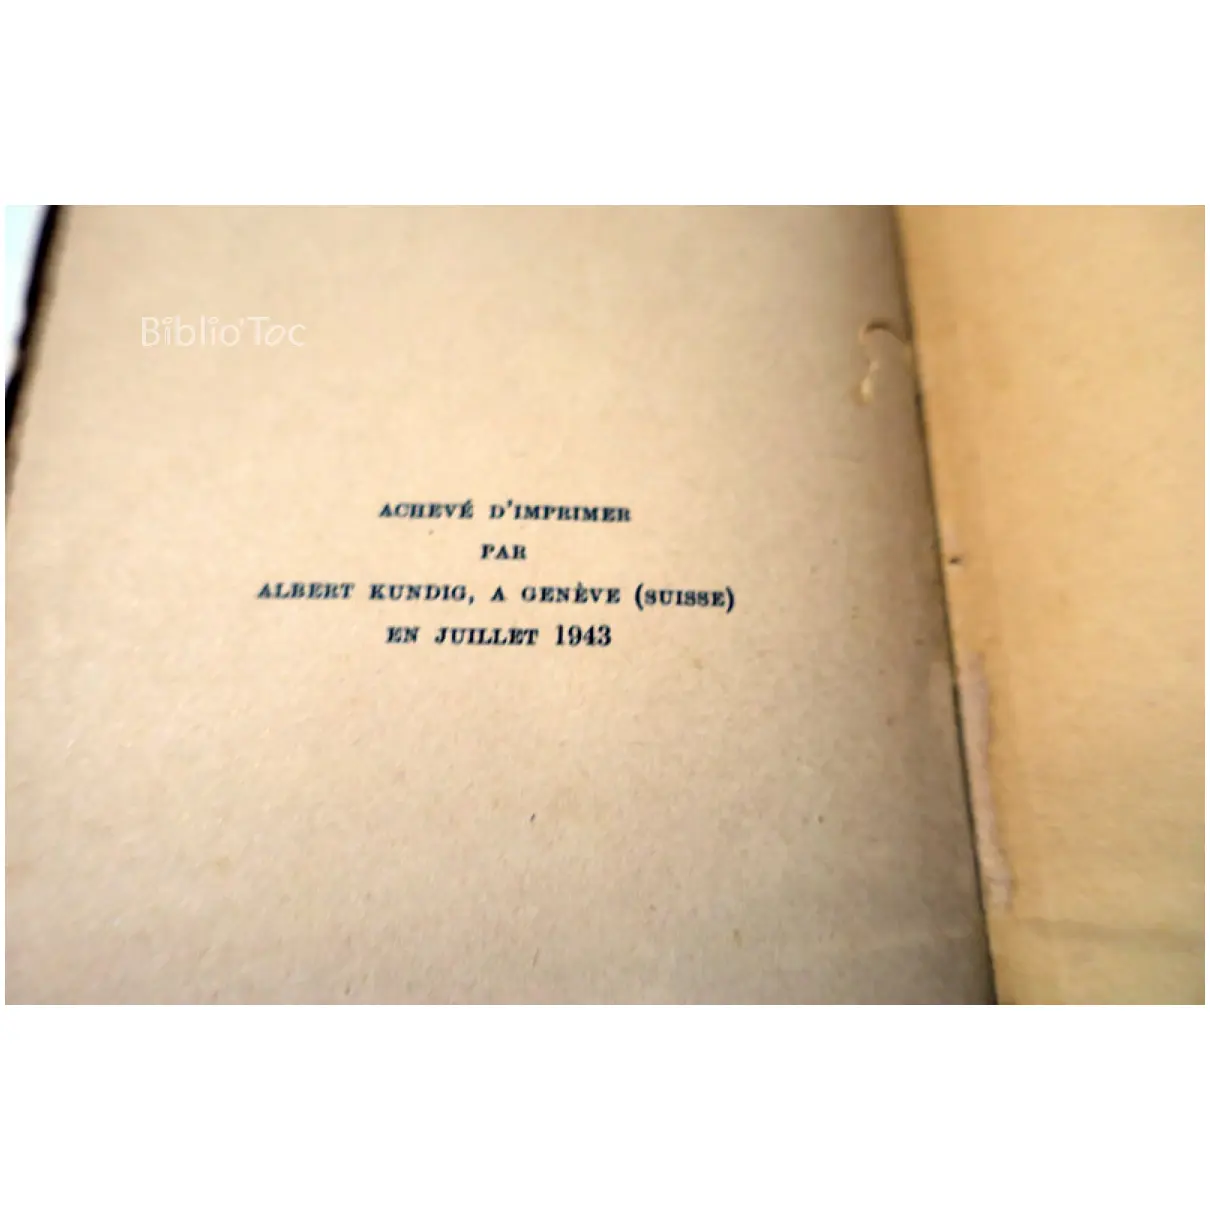 Biblio'Toc
ACHEVÉ D'IMPRIMER
PAR
ALBERT KUNDIG, A GENÈVE (SUISSE)
EN JUILLET 1943